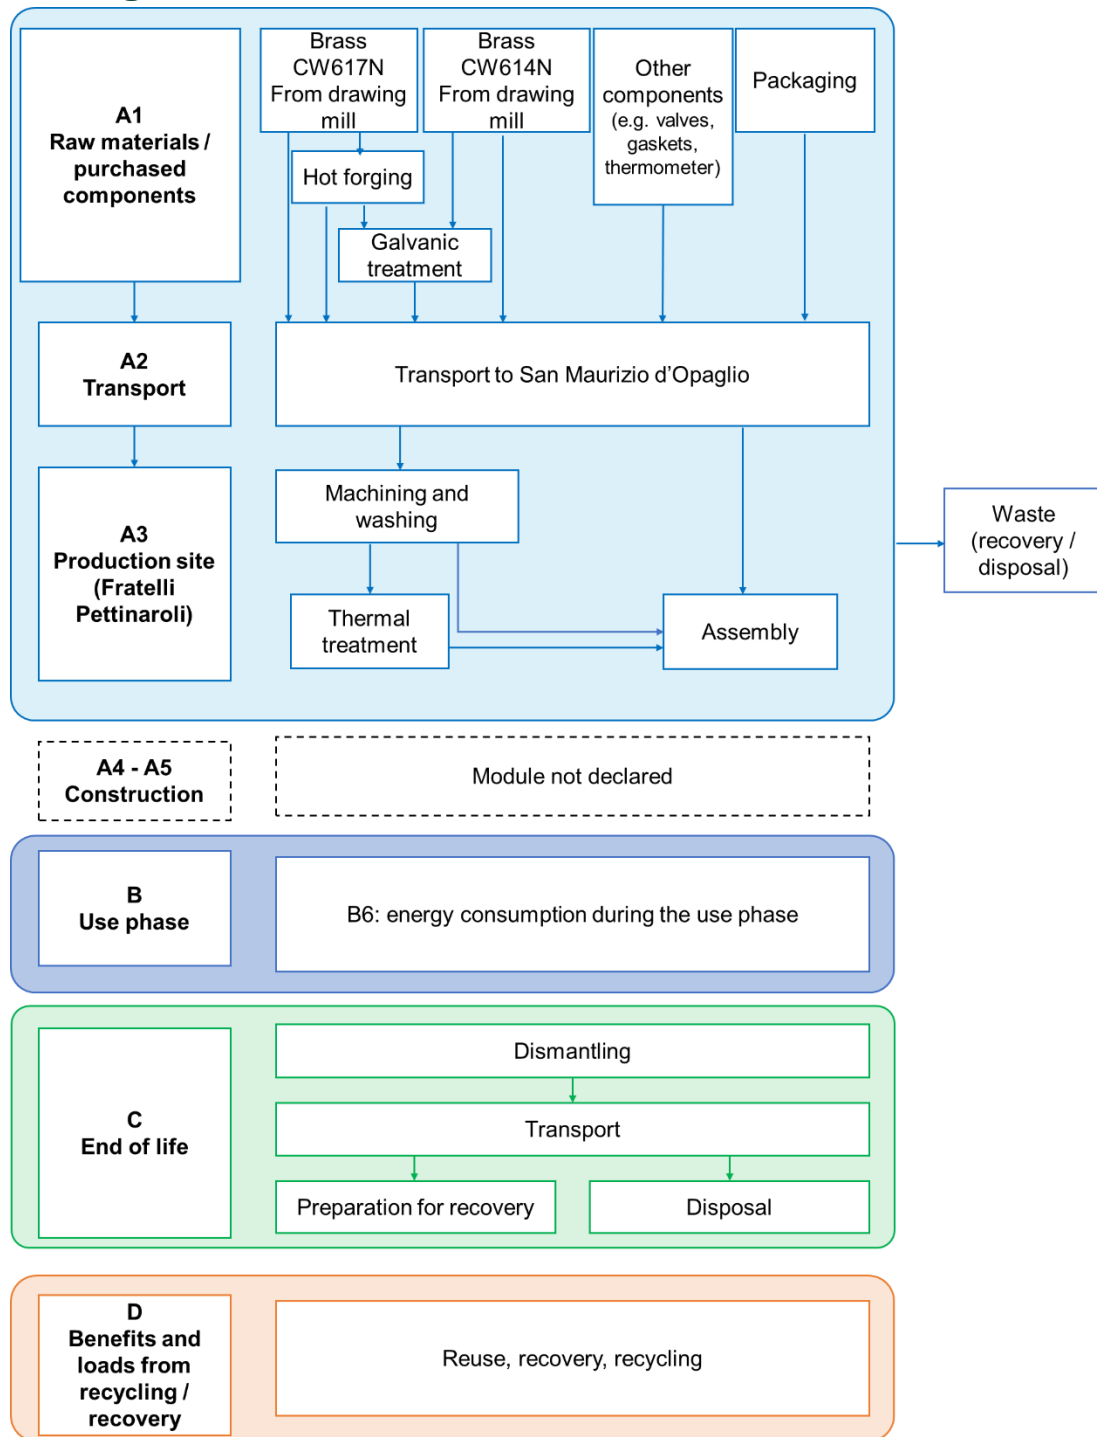 A1
Raw materials /
purchased
components
Brass
CW617N
From drawing
mill
Brass
CW614N
From drawing
mill
Other
components
(e.g. valves,
gaskets,
thermometer)
Packaging
Hot forging
Galvanic
treatment
A2
Transport
Transport to San Maurizio d’Opaglio
A3
Production site
(Fratelli
Pettinaroli)
Machining and
washing
Thermal
treatment
Assembly
Waste
(recovery /
disposal)
A4 - A5
Construction
Module not declared
B
Use phase
B6: energy consumption during the use phase
C
End of life
Dismantling
Transport
Preparation for recovery
Disposal
D
Benefits and
loads from
recycling /
recovery
Reuse, recovery, recycling